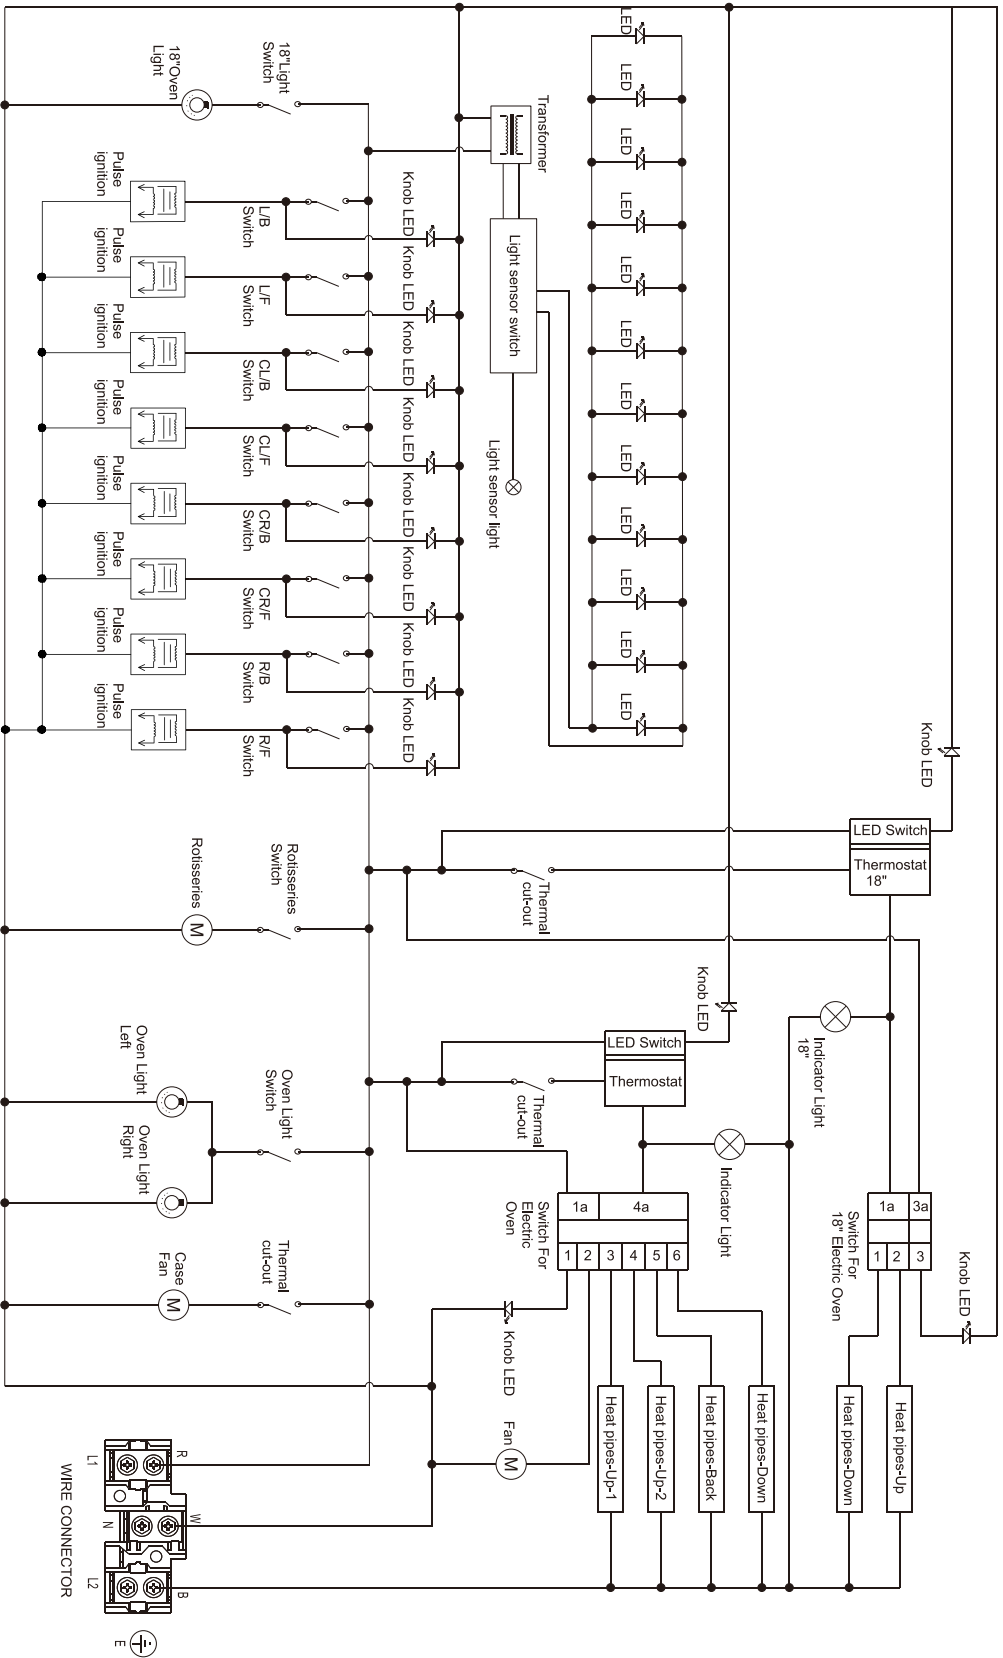 LED
LED
LED
LED
LED
LED
LED
LED
LED
LED
LED
LED
18"Oven
Light
18"Light
Switch
Transformer
Light sensor switch
Light sensor light
Pulse
ignition
L/B
Switch
Knob LED
Pulse
ignition
L/F
Switch
Knob LED
Pulse
ignition
CL/B
Switch
Knob LED
Pulse
ignition
CL/F
Switch
Knob LED
Pulse
ignition
CR/B
Switch
Knob LED
Pulse
ignition
CR/F
Switch
Knob LED
Pulse
ignition
R/B
Switch
Knob LED
Pulse
ignition
R/F
Switch
Knob LED
Knob LED
LED Switch
Thermostat
18"
Thermal
cut-out
Rotisseries
Rotisseries
Switch
M
Knob LED
LED Switch
Thermostat
Thermal
cut-out
Indicator Light
18"
Indicator Light
Oven Light
Left
Oven Light
Right
Oven Light
Switch
Switch For
Electric
Oven
1a
4a
1
2
3
4
5
6
1a
3a
1
2
3
Switch For
18" Electric Oven
Knob LED
Case
Fan
M
Thermal
cut-out
Knob LED
Fan
M
Heat pipes-Up-1
Heat pipes-Up-2
Heat pipes-Back
Heat pipes-Down
Heat pipes-Down
Heat pipes-Up
L1
R
N
W
L2
B
WIRE CONNECTOR
E